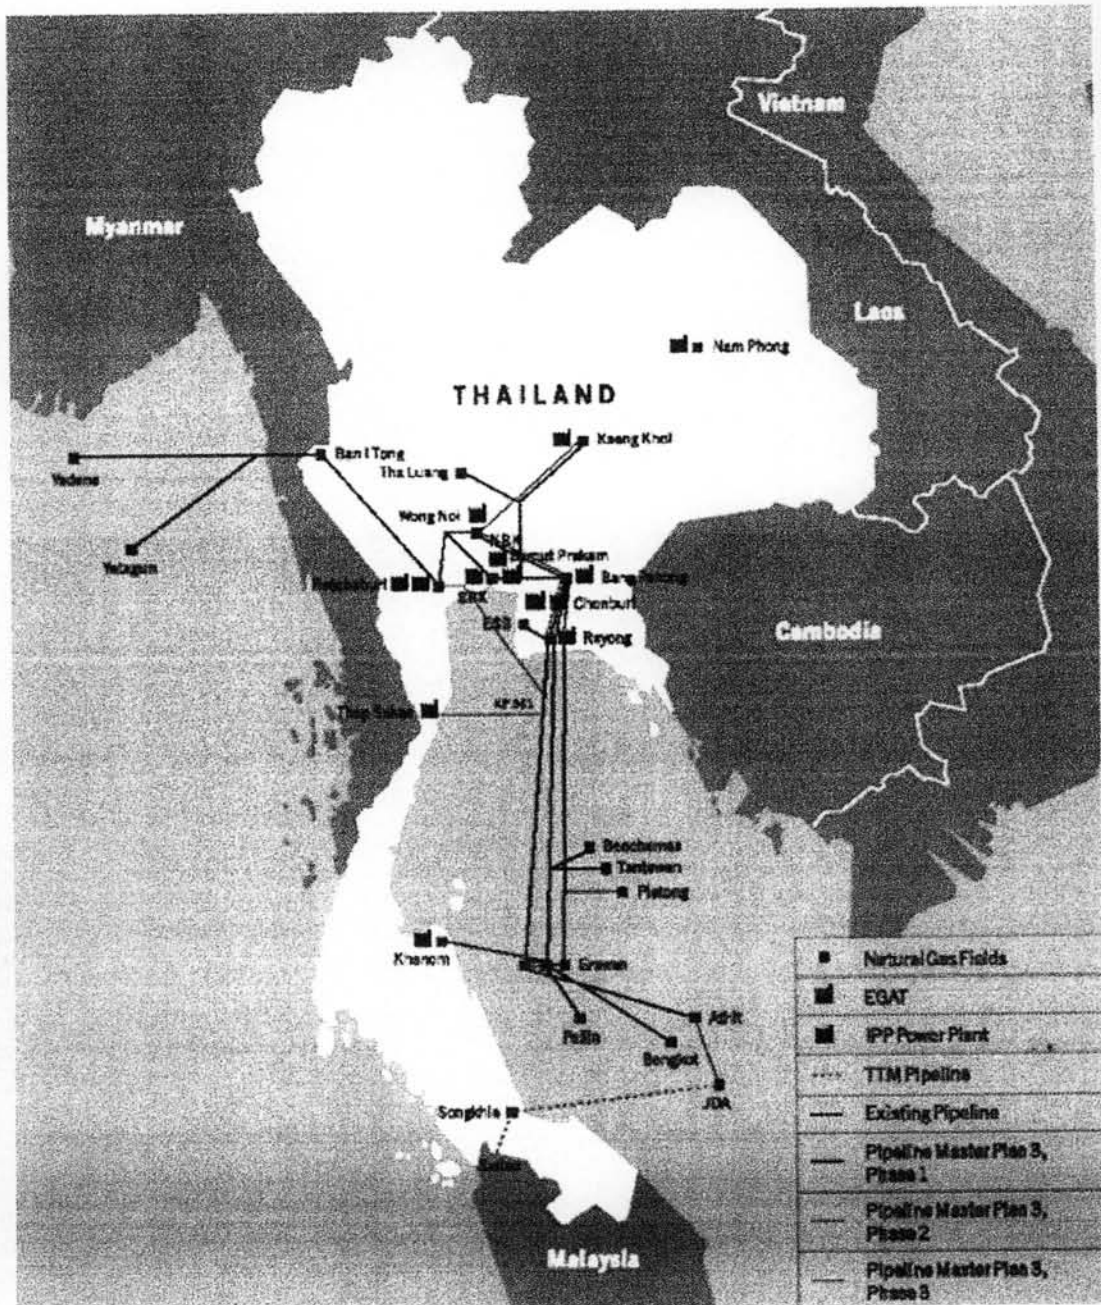 Vietnam
Myanmar
Laos
Nam Phong
THAILAND
Kaeng Khoi
Ban I Tong
Tha Luang
Yadana
Wang Noi
Yetagun
Ratchaburi
Bang Pakong
Chonburi
Rayong
Cambodia
Benchamas
Tantawan
Platong
Khanom
Erawan
Pailin
Arthit
Bongkot
JDA
Songkhla
Malaysia
Natural Gas Fields
EGAT
IPP Power Plant
TTM Pipeline
Existing Pipeline
Pipeline Master Plan 3,
Phase 1
Pipeline Master Plan 3,
Phase 2
Pipeline Master Plan 3,
Phase 3